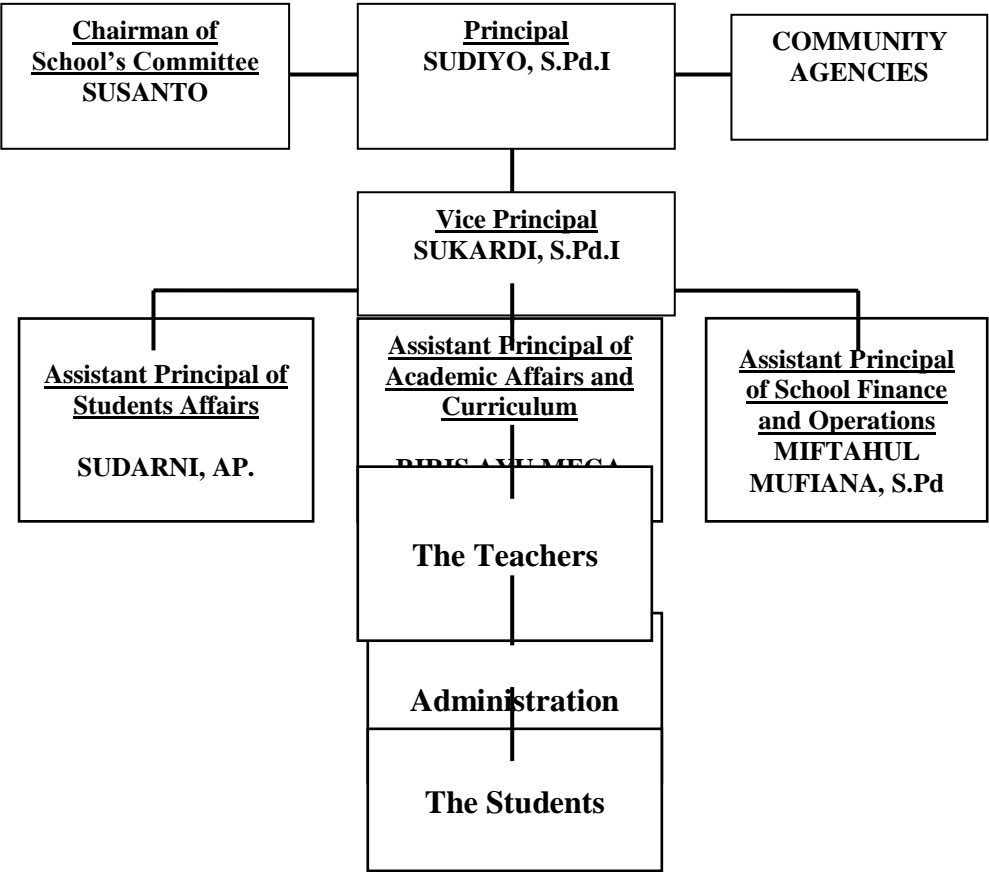 Chairman of
School's Committee
SUSANTO
Principal
SUDIYO, S.Pd.I
COMMUNITY
AGENCIES
Vice Principal
SUKARDI, S.Pd.I
Assistant Principal of
Students Affairs
SUDARNI, AP.
Assistant Principal of
Academic Affairs and
Curriculum
AYU MEGA
Assistant Principal
of School Finance
and Operations
MIFTAHUL
MUFIANA, S.Pd
The Teachers
Administration
The Students